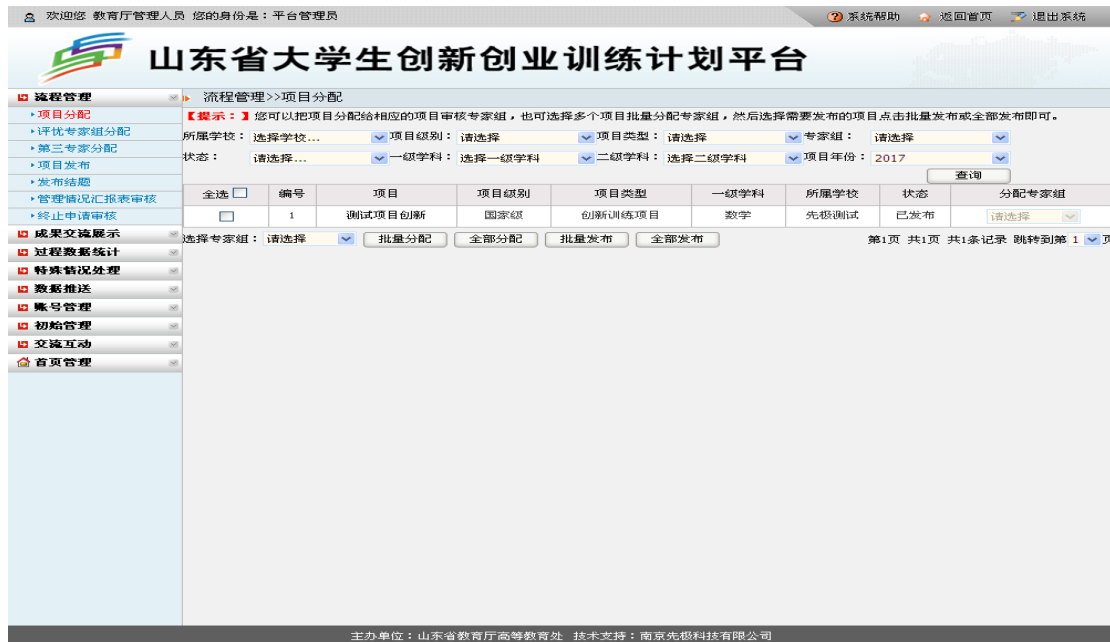 欢迎您 教育厅管理人员 您的身份是：平台管理员 系统帮助 返回首页 退出系统
山东省大学生创新创业训练计划平台
流程管理
项目分配
评优专家组分配
第三专家分配
项目发布
发布结题
管理情况汇报表审核
终止申请审核
成果交流展示
过程数据统计
特殊情况处理
数据推送
账号管理
初始管理
交流互动
首页管理
流程管理>>项目分配
【提示：】您可以把项目分配给相应的项目审核专家组，也可选择多个项目批量分配专家组，然后选择需要发布的项目点击批量发布或全部发布即可。
所属学校： 选择学校... 项目级别： 请选择 项目类型： 请选择 专家组： 请选择
状态： 请选择... 一级学科： 选择一级学科 二级学科： 选择二级学科 项目年份： 2017
查询
全选 编号 项目 项目级别 项目类型 一级学科 所属学校 状态 分配专家组
1 测试项目创新 国家级 创新训练项目 数学 先极测试 已发布 请选择
选择专家组： 请选择 批量分配 全部分配 批量发布 全部发布 第1页 共1页 共1条记录 跳转到第 1 页
主办单位：山东省教育厅高等教育处 技术支持：南京先极科技有限公司